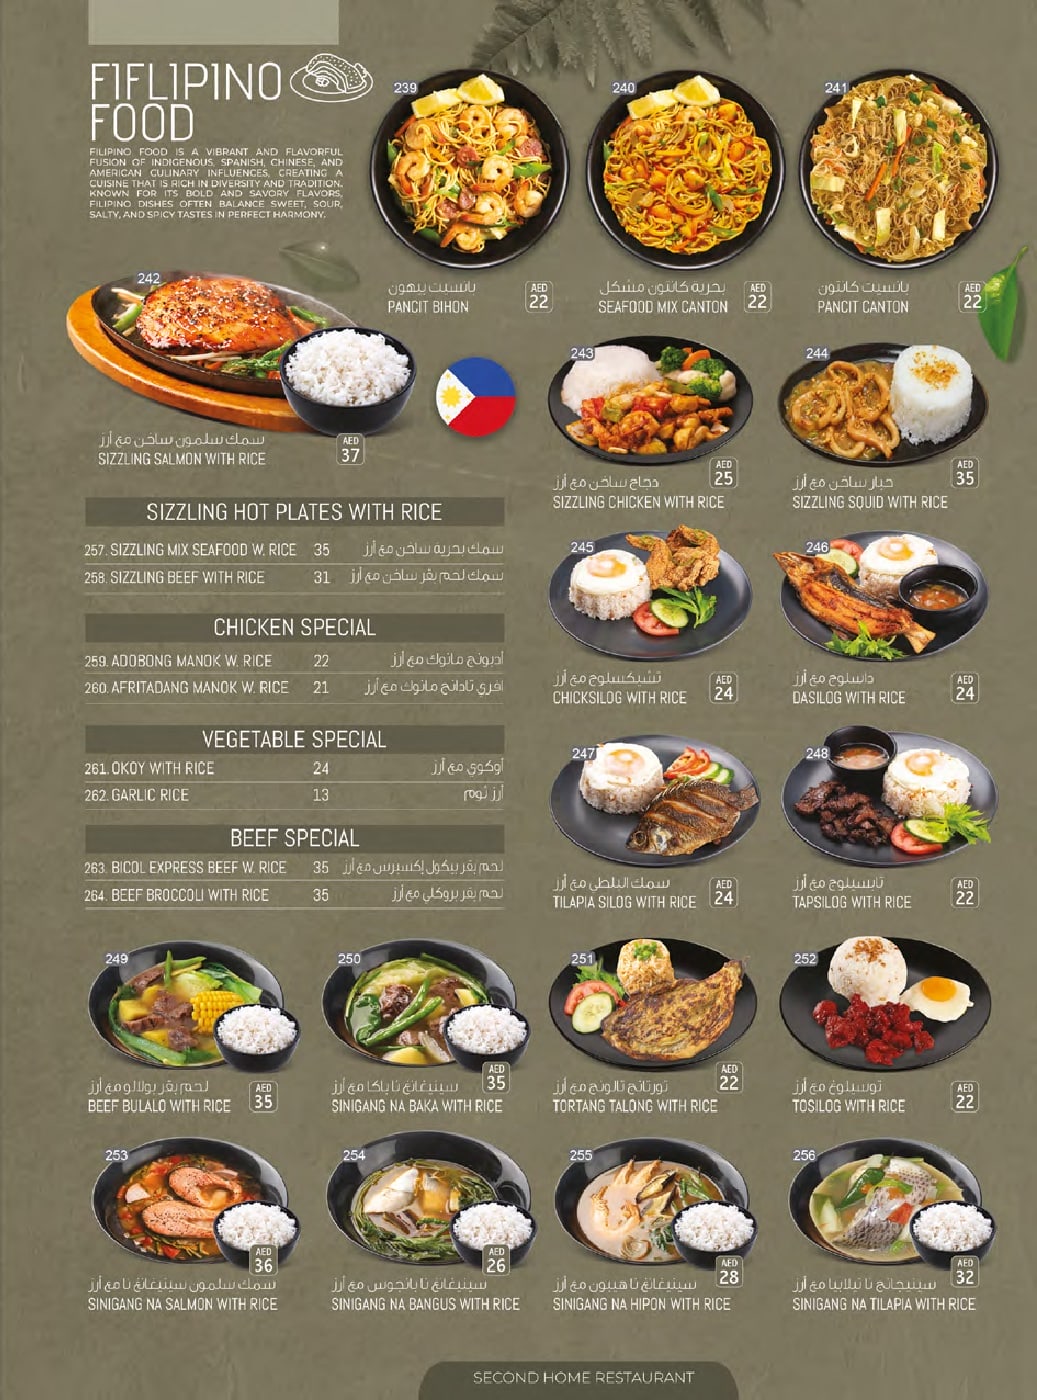 FIFLIPINO
FOOD
FILIPINO FOOD IS A VIBRANT AND FLAVORFUL
FUSION OF INDIGENOUS, SPANISH, CHINESE, AND
AMERICAN CULINARY INFLUENCES, CREATING A
CUISINE THAT IS RICH IN DIVERSITY AND TRADITION.
KNOWN FOR ITS BOLD AND SAVORY FLAVORS,
FILIPINO DISHES OFTEN BALANCE SWEET, SOUR,
SALTY, AND SPICY TASTES IN PERFECT HARMONY.
239
بانسيت بيهون
PANCIT BIHON
AED
22
240
بحرية كانتون مشكل
SEAFOOD MIX CANTON
AED
22
241
بانسيت كانتون
PANCIT CANTON
AED
22
242
سمك سلمون ساخن مع أرز
SIZZLING SALMON WITH RICE
AED
37
243
دجاج ساخن مع أرز
SIZZLING CHICKEN WITH RICE
AED
25
244
حبار ساخن مع أرز
SIZZLING SQUID WITH RICE
AED
35
SIZZLING HOT PLATES WITH RICE
257. SIZZLING MIX SEAFOOD W. RICE 35 سمك بحرية ساخن مع أرز
258. SIZZLING BEEF WITH RICE 31 سمك لحم بقر ساخن مع أرز
CHICKEN SPECIAL
259. ADOBONG MANOK W. RICE 22 أدبونج مانوك مع أرز
260. AFRITADANG MANOK W. RICE 21 افري تادانج مانوك مع أرز
VEGETABLE SPECIAL
261. OKOY WITH RICE 24 أوكوي مع أرز
262. GARLIC RICE 13 أرز ثوم
BEEF SPECIAL
263. BICOL EXPRESS BEEF W. RICE 35 لحم بقر بيكول إكسبرس مع أرز
264. BEEF BROCCOLI WITH RICE 35 لحم بقر بروكلي مع أرز
245
تشيكسلوج مع أرز
CHICKSILOG WITH RICE
AED
24
246
داسلوج مع أرز
DASILOG WITH RICE
AED
24
247
سمك البلطي مع أرز
TILAPIA SILOG WITH RICE
AED
24
248
تابسيلوج مع أرز
TAPSILOG WITH RICE
AED
22
249
لحم بقر بولالو مع أرز
BEEF BULALO WITH RICE
AED
35
250
سينيغانغ نا باكا مع أرز
SINIGANG NA BAKA WITH RICE
AED
35
251
تورتانج تالونج مع أرز
TORTANG TALONG WITH RICE
AED
22
252
توسيلوغ مع أرز
TOSILOG WITH RICE
AED
22
253
سمك سلمون سينيغانغ نا مع أرز
SINIGANG NA SALMON WITH RICE
AED
36
254
سينيغانغ نا بانجوس مع أرز
SINIGANG NA BANGUS WITH RICE
AED
26
255
سينيغانغ نا هيبون مع أرز
SINIGANG NA HIPON WITH RICE
AED
28
256
سينيجانج نا تيلابيا مع أرز
SINIGANG NA TILAPIA WITH RICE
AED
32
SECOND HOME RESTAURANT